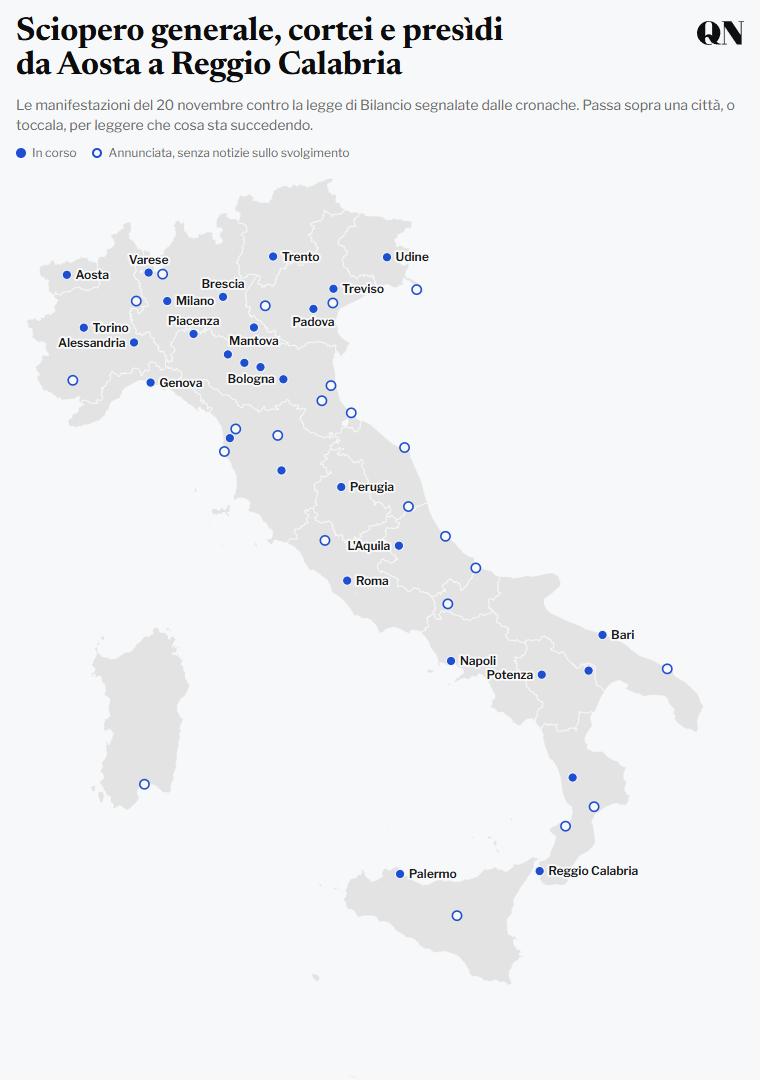 Sciopero generale, cortei e presìdi
da Aosta a Reggio Calabria
QN
Le manifestazioni del 20 novembre contro la legge di Bilancio segnalate dalle cronache. Passa sopra una città, o
toccala, per leggere che cosa sta succedendo.
In corso
Annunciata, senza notizie sullo svolgimento
Trento
Udine
Varese
Aosta
Brescia
Treviso
Milano
Piacenza
Padova
Torino
Alessandria
Mantova
Bologna
Genova
Perugia
L'Aquila
Roma
Bari
Napoli
Potenza
Reggio Calabria
Palermo